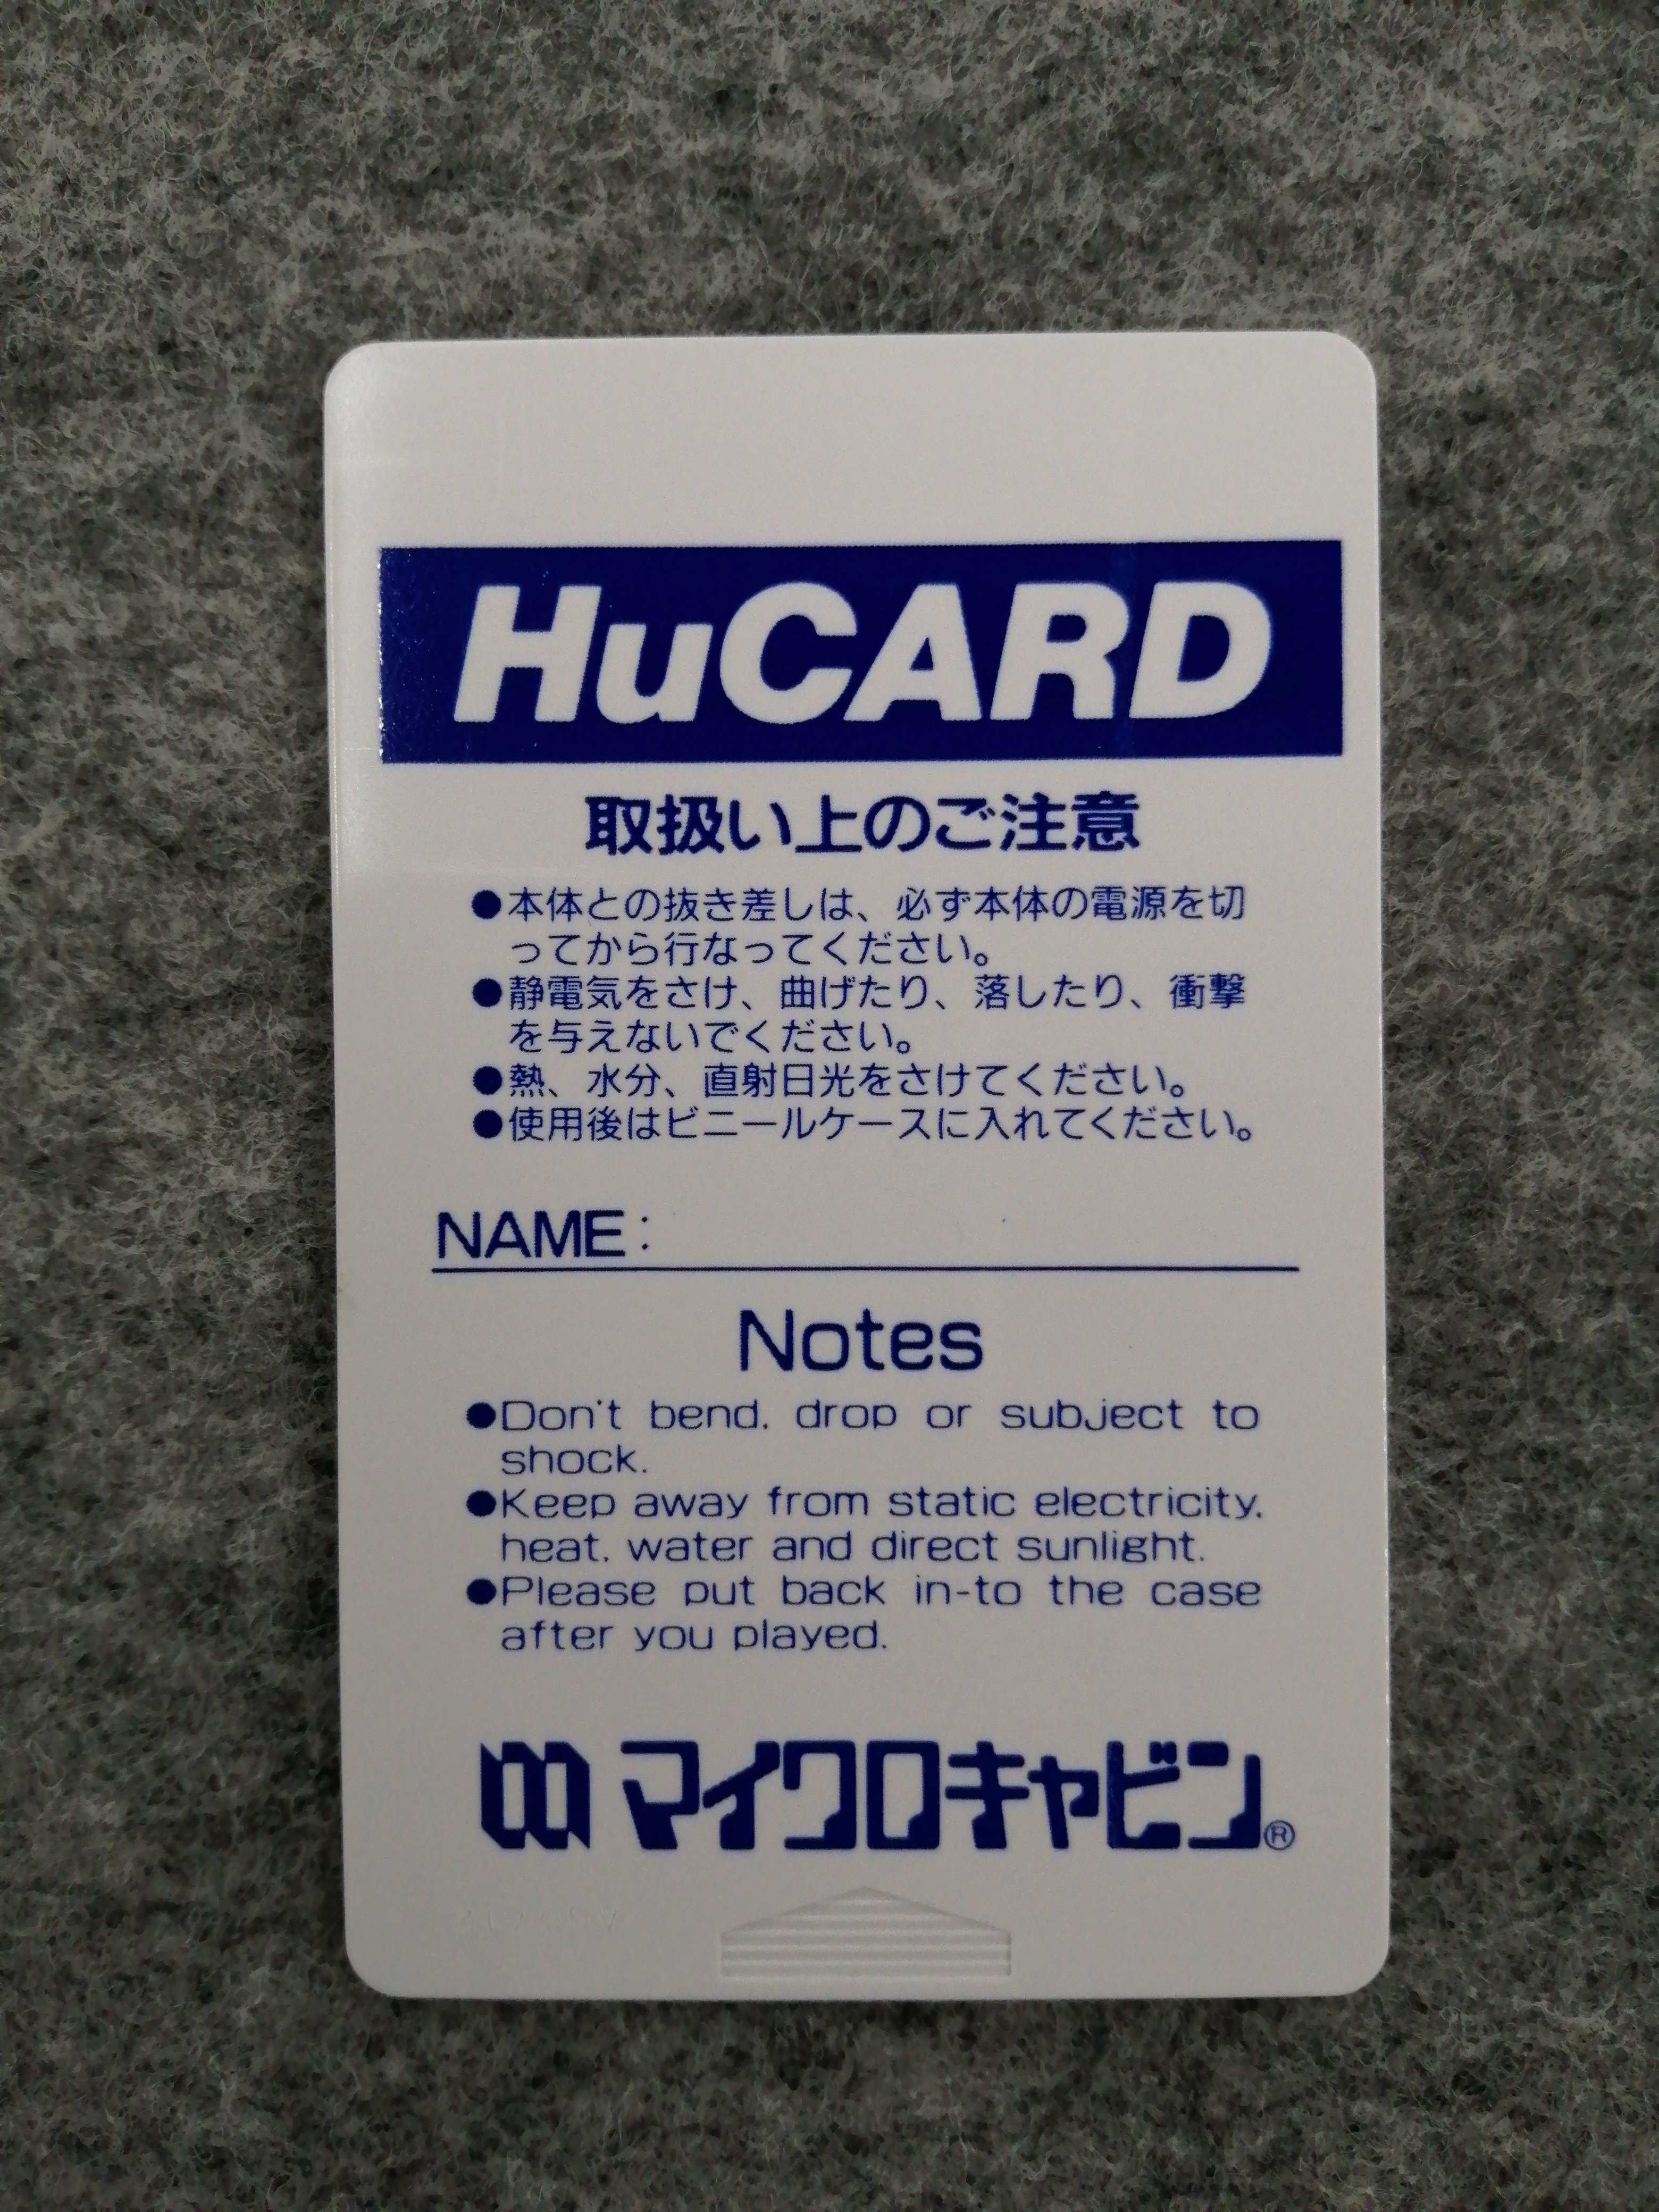 HuCARD
取扱い上のご注意
●本体との抜き差しは、必ず本体の電源を切
ってから行なってください。
●静電気をさけ、曲げたり、落したり、衝撃
を与えないでください。
●熱、水分、直射日光をさけてください。
●使用後はビニールケースに入れてください。
NAME:
Notes
●Don't bend, drop or subject to
shock.
●Keep away from static electricity,
heat, water and direct sunlight.
●Please put back in-to the case
after you played.
マイクロキャビン®